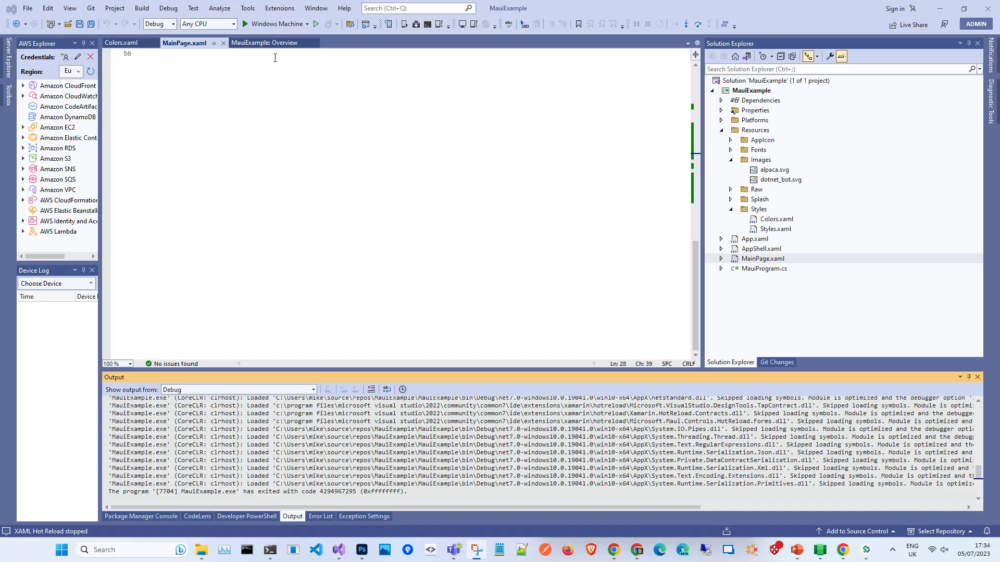 File Edit View Git Project Build Debug Test Analyze Tools Extensions Window Help Search (Ctrl+Q) MauiExample Sign in
Debug Any CPU Windows Machine Live Share ADMIN
Server Explorer
Toolbox
AWS Explorer
Credentials:
Region: Eu
Amazon CloudFront
Amazon CloudWatch
Amazon CodeArtifac
Amazon DynamoDB
Amazon EC2
Amazon Elastic Cont
Amazon RDS
Amazon S3
Amazon SNS
Amazon SQS
Amazon VPC
AWS CloudFormation
AWS Elastic Beanstalk
AWS Identity and Acc
AWS Lambda
Device Log
Choose Device
Time Device
Colors.xaml MainPage.xaml MauiExample: Overview
56
100 % No issues found Ln: 28 Ch: 39 SPC CRLF
Solution Explorer
Search Solution Explorer (Ctrl+;)
Solution 'MauiExample' (1 of 1 project)
MauiExample
Dependencies
Properties
Platforms
Resources
AppIcon
Fonts
Images
alpaca.svg
dotnet_bot.svg
Raw
Splash
Styles
Colors.xaml
Styles.xaml
App.xaml
AppShell.xaml
MainPage.xaml
MauiProgram.cs
Solution Explorer Git Changes
Notifications
Diagnostic Tools
Output
Show output from: Debug
'MauiExample.exe' (CoreCLR: clrhost): Loaded 'C:\Users\mike\source\repos\MauiExample\MauiExample\bin\Debug\net7.0-windows10.0.19041.0\win10-x64\AppX\netstandard.dll'. Skipped loading symbols. Module is optimized and the debugger option '
'MauiExample.exe' (CoreCLR: clrhost): Loaded 'c:\program files\microsoft visual studio\2022\community\common7\ide\extensions\xamarin\hotreload\Microsoft.VisualStudio.DesignTools.TapContract.dll'. Skipped loading symbols. Module is optimi
'MauiExample.exe' (CoreCLR: clrhost): Loaded 'c:\program files\microsoft visual studio\2022\community\common7\ide\extensions\xamarin\hotreload\Xamarin.HotReload.Contracts.dll'. Skipped loading symbols. Module is optimized and the debugger
'MauiExample.exe' (CoreCLR: clrhost): Loaded 'c:\program files\microsoft visual studio\2022\community\common7\ide\extensions\xamarin\hotreload\Microsoft.Maui.Controls.HotReload.Forms.dll'. Skipped loading symbols. Module is optimized and
'MauiExample.exe' (CoreCLR: clrhost): Loaded 'C:\Users\mike\source\repos\MauiExample\MauiExample\bin\Debug\net7.0-windows10.0.19041.0\win10-x64\AppX\System.IO.Pipes.dll'. Skipped loading symbols. Module is optimized and the debugger opti
'MauiExample.exe' (CoreCLR: clrhost): Loaded 'C:\Users\mike\source\repos\MauiExample\MauiExample\bin\Debug\net7.0-windows10.0.19041.0\win10-x64\AppX\System.Threading.Thread.dll'. Skipped loading symbols. Module is optimized and the debug
'MauiExample.exe' (CoreCLR: clrhost): Loaded 'C:\Users\mike\source\repos\MauiExample\MauiExample\bin\Debug\net7.0-windows10.0.19041.0\win10-x64\AppX\System.Text.RegularExpressions.dll'. Skipped loading symbols. Module is optimized and the
'MauiExample.exe' (CoreCLR: clrhost): Loaded 'C:\Users\mike\source\repos\MauiExample\MauiExample\bin\Debug\net7.0-windows10.0.19041.0\win10-x64\AppX\System.Runtime.Serialization.Json.dll'. Skipped loading symbols. Module is optimized and
'MauiExample.exe' (CoreCLR: clrhost): Loaded 'C:\Users\mike\source\repos\MauiExample\MauiExample\bin\Debug\net7.0-windows10.0.19041.0\win10-x64\AppX\System.Private.DataContractSerialization.dll'. Skipped loading symbols. Module is optimi
'MauiExample.exe' (CoreCLR: clrhost): Loaded 'C:\Users\mike\source\repos\MauiExample\MauiExample\bin\Debug\net7.0-windows10.0.19041.0\win10-x64\AppX\System.Runtime.Serialization.Xml.dll'. Skipped loading symbols. Module is optimized and
'MauiExample.exe' (CoreCLR: clrhost): Loaded 'C:\Users\mike\source\repos\MauiExample\MauiExample\bin\Debug\net7.0-windows10.0.19041.0\win10-x64\AppX\System.Text.Encoding.Extensions.dll'. Skipped loading symbols. Module is optimized and tl
'MauiExample.exe' (CoreCLR: clrhost): Loaded 'C:\Users\mike\source\repos\MauiExample\MauiExample\bin\Debug\net7.0-windows10.0.19041.0\win10-x64\AppX\System.Runtime.Serialization.Primitives.dll'. Skipped loading symbols. Module is optimize
The program '[7704] MauiExample.exe' has exited with code 4294967295 (0xffffffff).
Package Manager Console CodeLens Developer PowerShell Output Error List Exception Settings
XAML Hot Reload stopped Add to Source Control Select Repository
Search ENG UK 17:34 05/07/2023